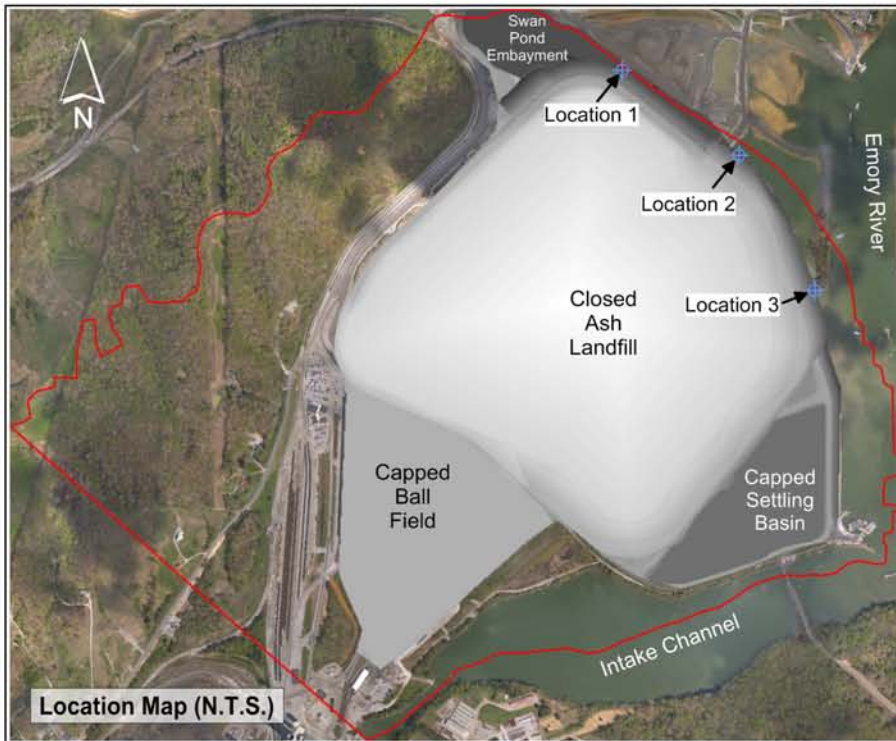 Swan
Pond
Embayment
Location 1
N
Location 2
Emory River
Location 3
Closed
Ash
Landfill
Capped
Ball
Field
Capped
Settling
Basin
Intake Channel
Location Map (N.T.S.)